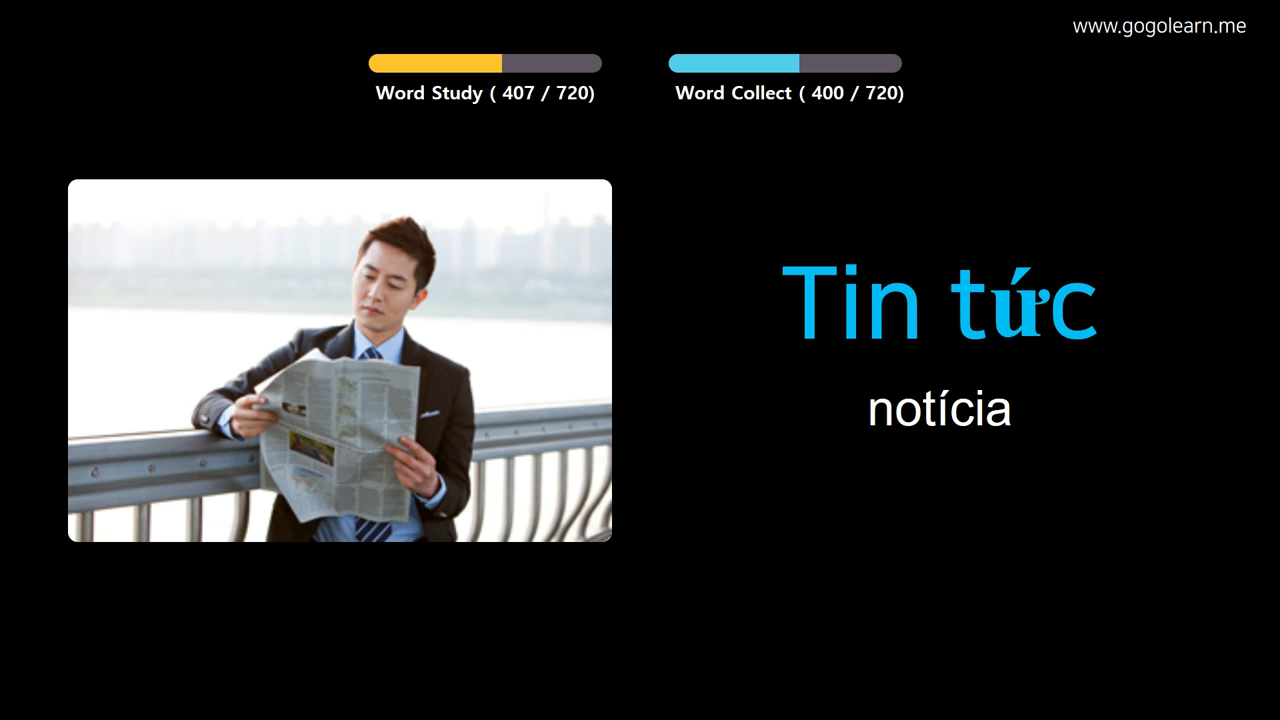 www.gogolearn.me
Word Study ( 407 / 720)
Word Collect ( 400 / 720)
Tin tức
notícia